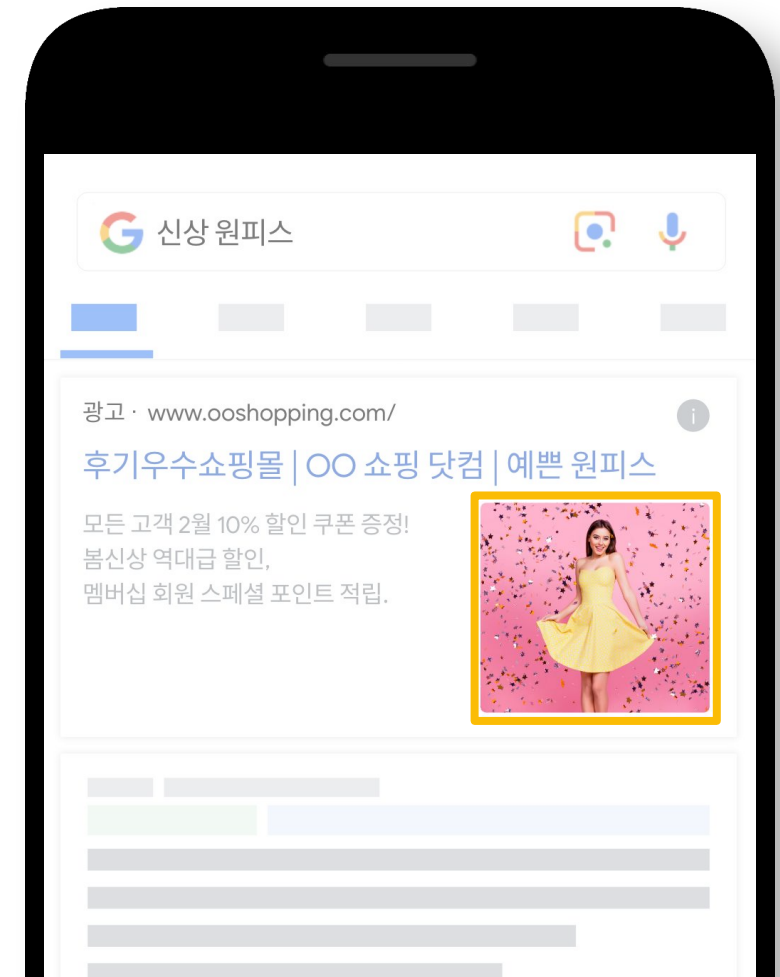 신상 원피스
광고 · www.ooshopping.com/
후기우수쇼핑몰 | OO 쇼핑 닷컴 | 예쁜 원피스
모든 고객 2월 10% 할인 쿠폰 증정!
봄신상 역대급 할인,
멤버십 회원 스페셜 포인트 적립.